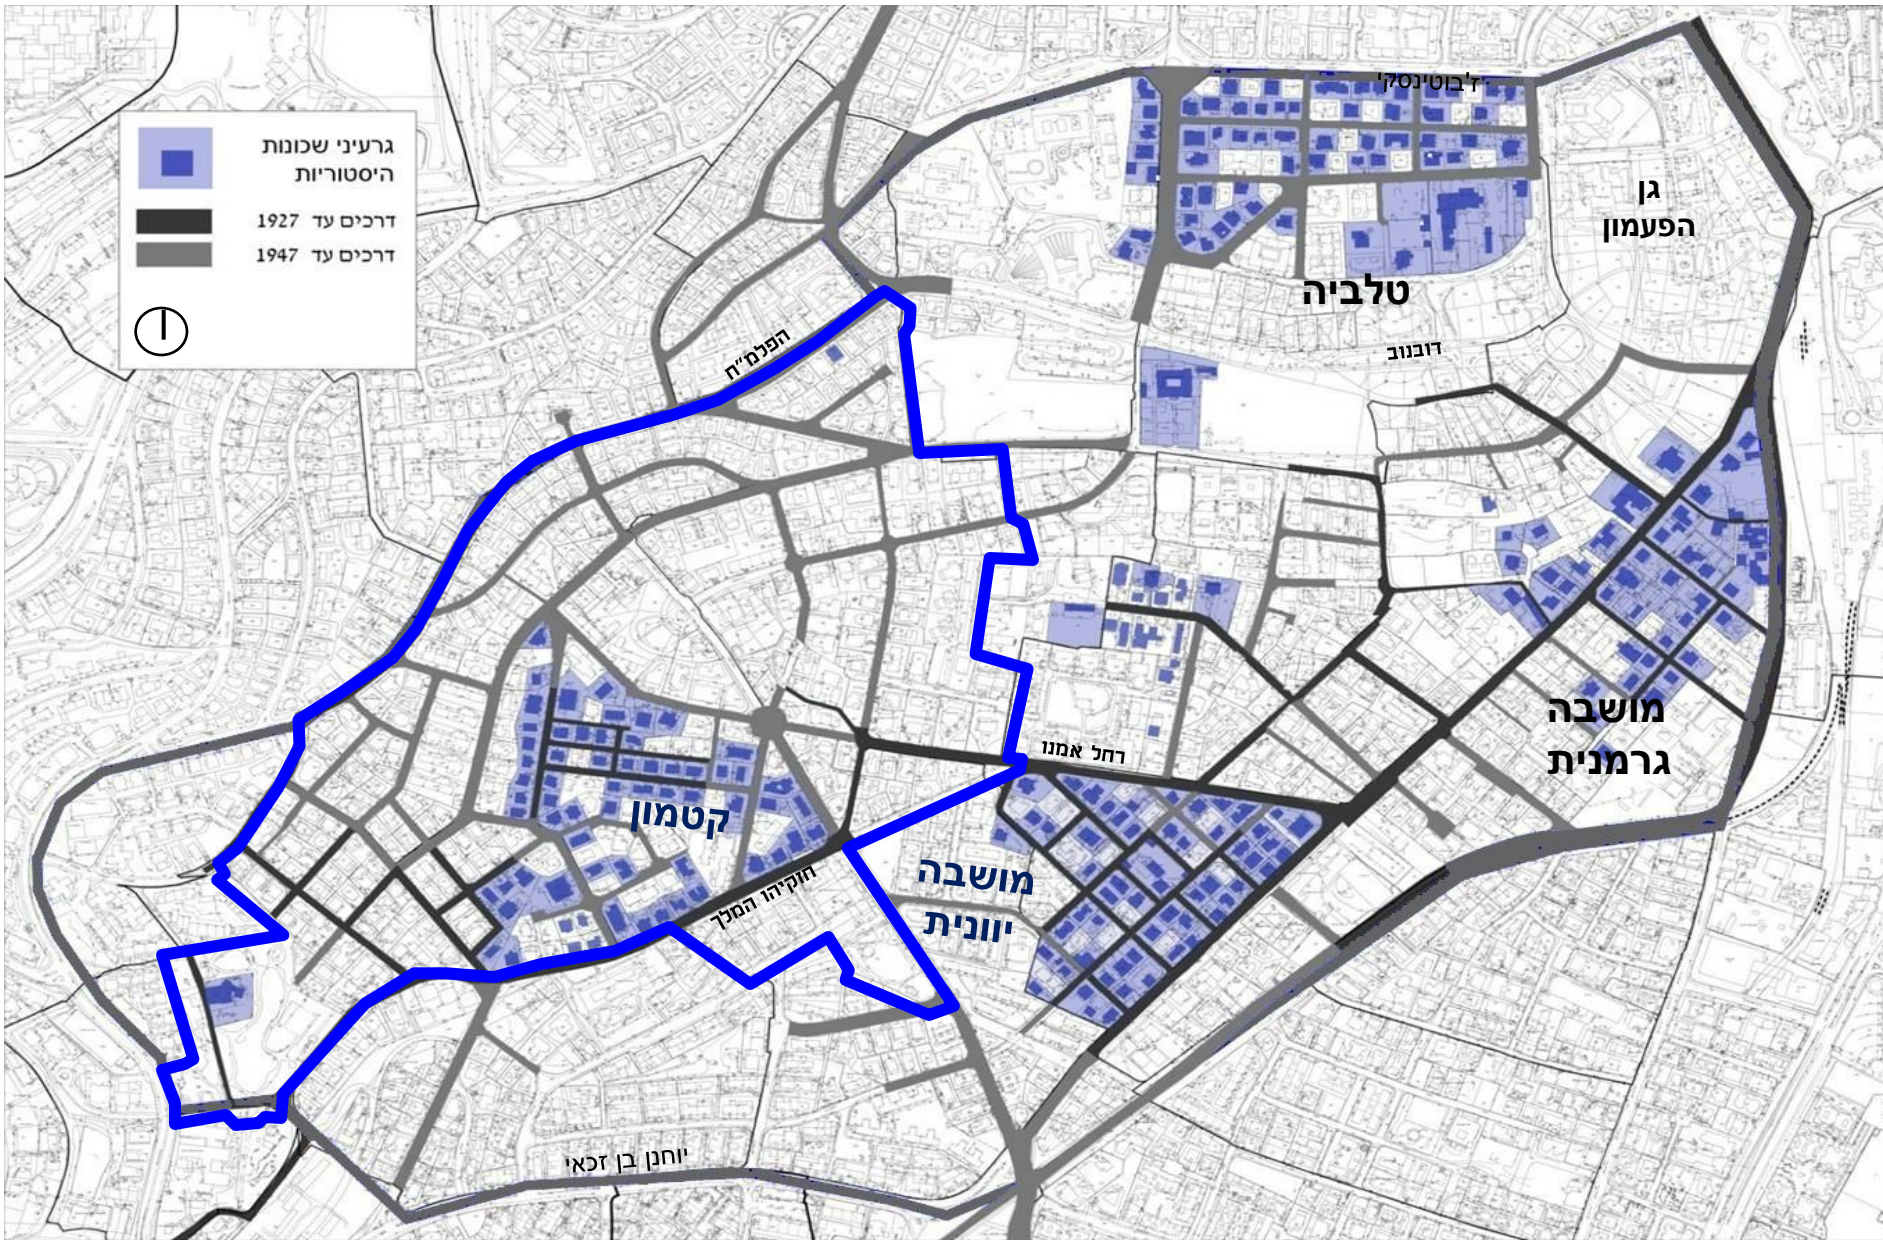 גרעיני שכונות
היסטוריות
דרכים עד 1927
דרכים עד 1947
ז'בוטינסקי
גן
הפעמון
טלביה
דובנוב
הפלמ"ח
מושבה
גרמנית
רחל אמנו
קטמון
חזקיהו המלך
מושבה
יוונית
יוחנן בן זכאי